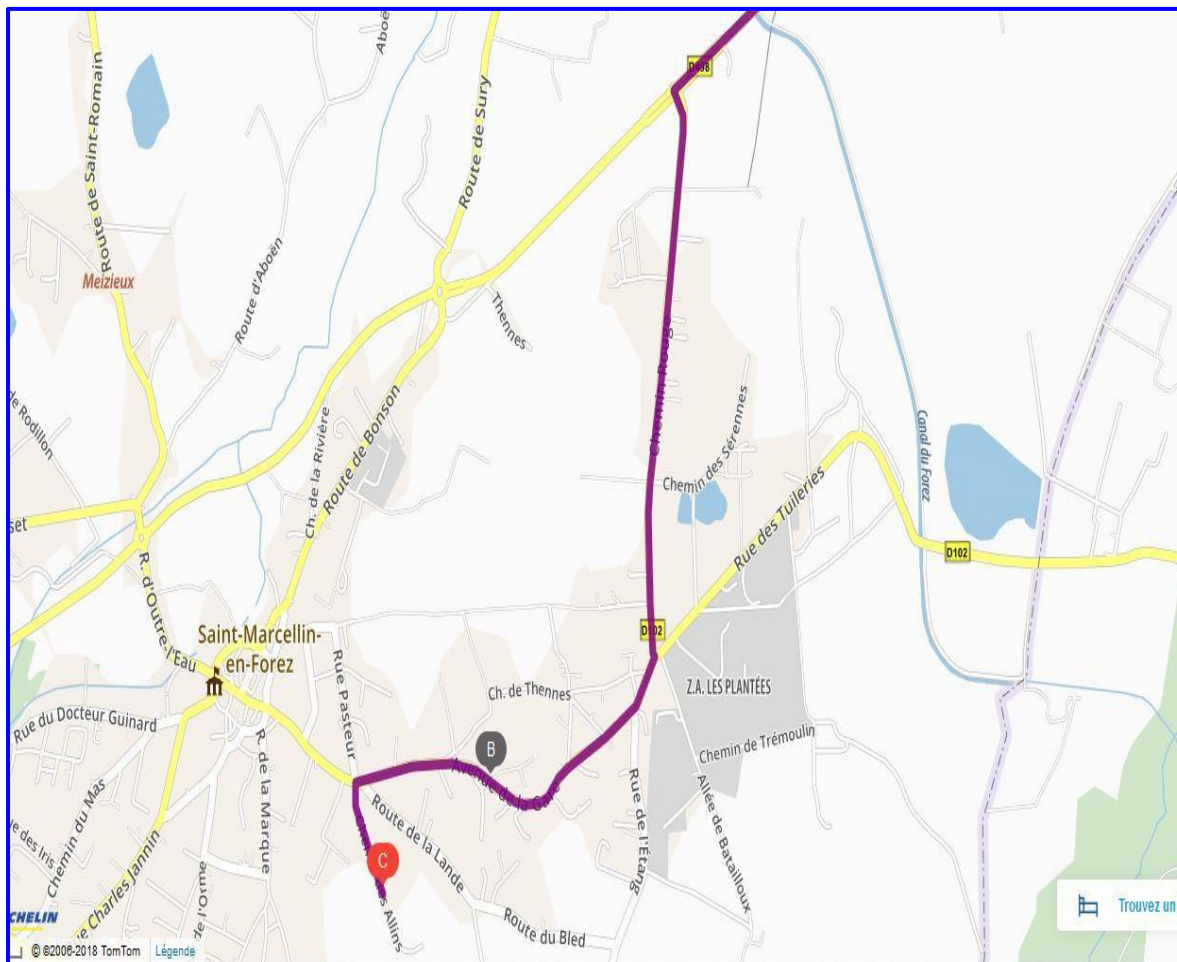 Route de Saint-Romain
Meizieux
Route d'Aboën
Route de Sury
D498
Thennes
de Rodillon
Ch. de la Rivière
Route de Bonson
Chemin Rouge
Chemin des Sérennes
Canal du Forez
set
Rue des Tuileries
D102
R. d'Outre-l'Eau
Saint-Marcellin-
en-Forez
D102
Rue du Docteur Guinard
Rue Pasteur
Ch. de Thennes
Z.A. LES PLANTÉES
R. de la Marque
B
Avenue de la Gare
Chemin de Trémoulin
Chemin du Mas
Route de la Lande
Rue de l'Étang
Allée de Batailloux
des Iris
Charles Jannin
de l'Orme
C
Allins
Route du Bled
CHELIN
Trouvez un
© ©2006-2018 TomTom
Légende